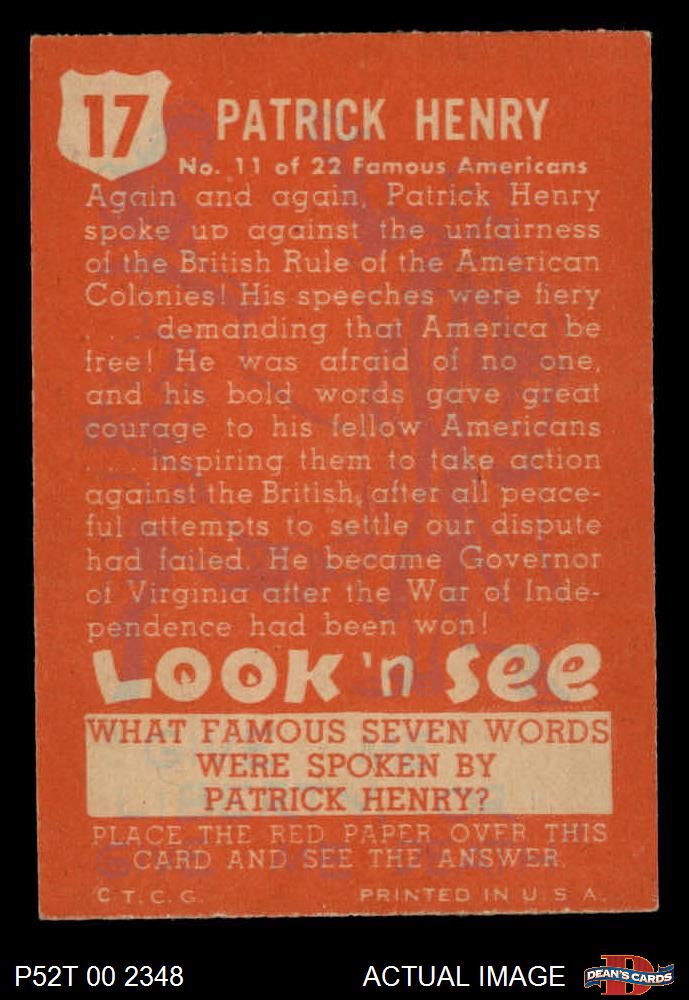 17
PATRICK HENRY
No. 11 of 22 Famous Americans
Again and again, Patrick Henry
spoke up against the unfairness
of the British Rule of the American
Colonies! His speeches were fiery
. . . demanding that America be
free! He was afraid of no one,
and his bold words gave great
courage to his fellow Americans
. . . inspiring them to take action
against the British, after all peace-
ful attempts to settle our dispute
had failed. He became Governor
of Virginia after the War of Inde-
pendence had been won!
LOOK 'n See
WHAT FAMOUS SEVEN WORDS
WERE SPOKEN BY
PATRICK HENRY?
PLACE THE RED PAPER OVER THIS
CARD AND SEE THE ANSWER.
© T. C. G. PRINTED IN U. S. A.
P52T 00 2348 ACTUAL IMAGE DEAN'S CARDS